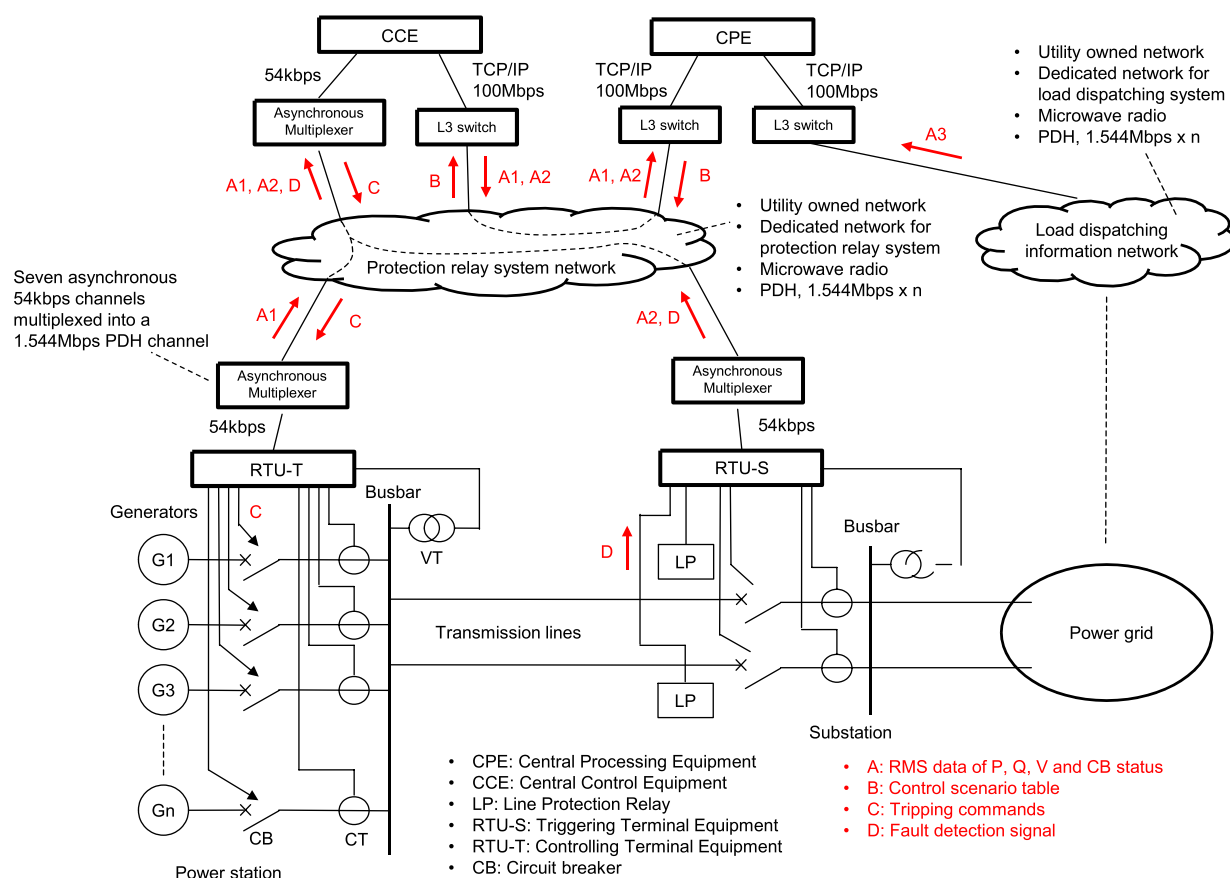 CCE
CPE
• Utility owned network
• Dedicated network for
load dispatching system
• Microwave radio
• PDH, 1.544Mbps x n
54kbps
TCP/IP
100Mbps
TCP/IP
100Mbps
TCP/IP
100Mbps
Asynchronous
Multiplexer
L3 switch
L3 switch
L3 switch
A3
A1, A2, D
C
B
A1, A2
A1, A2
B
• Utility owned network
• Dedicated network for
protection relay system
• Microwave radio
• PDH, 1.544Mbps x n
Protection relay system network
Load dispatching
information network
Seven asynchronous
54kbps channels
multiplexed into a
1.544Mbps PDH channel
A1
C
A2, D
Asynchronous
Multiplexer
Asynchronous
Multiplexer
54kbps
54kbps
RTU-T
RTU-S
Generators
C
Busbar
VT
Busbar
D
LP
G1
G2
G3
Gn
Transmission lines
LP
Power grid
Substation
CB
CT
Power station
• CPE: Central Processing Equipment
• CCE: Central Control Equipment
• LP: Line Protection Relay
• RTU-S: Triggering Terminal Equipment
• RTU-T: Controlling Terminal Equipment
• CB: Circuit breaker
• A: RMS data of P, Q, V and CB status
• B: Control scenario table
• C: Tripping commands
• D: Fault detection signal